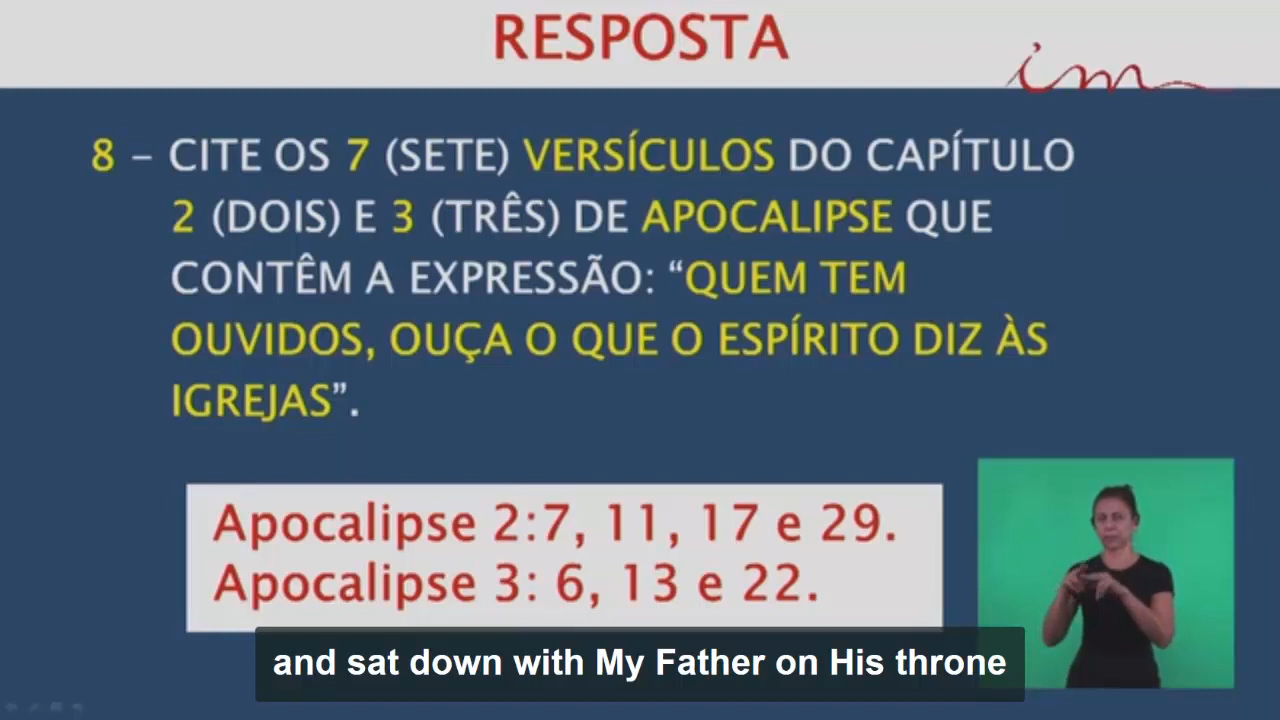 RESPOSTA
im
8 – CITE OS 7 (SETE) VERSÍCULOS DO CAPÍTULO
2 (DOIS) E 3 (TRÊS) DE APOCALIPSE QUE
CONTÊM A EXPRESSÃO: “QUEM TEM
OUVIDOS, OUÇA O QUE O ESPÍRITO DIZ ÀS
IGREJAS”.
Apocalipse 2:7, 11, 17 e 29.
Apocalipse 3: 6, 13 e 22.
and sat down with My Father on His throne